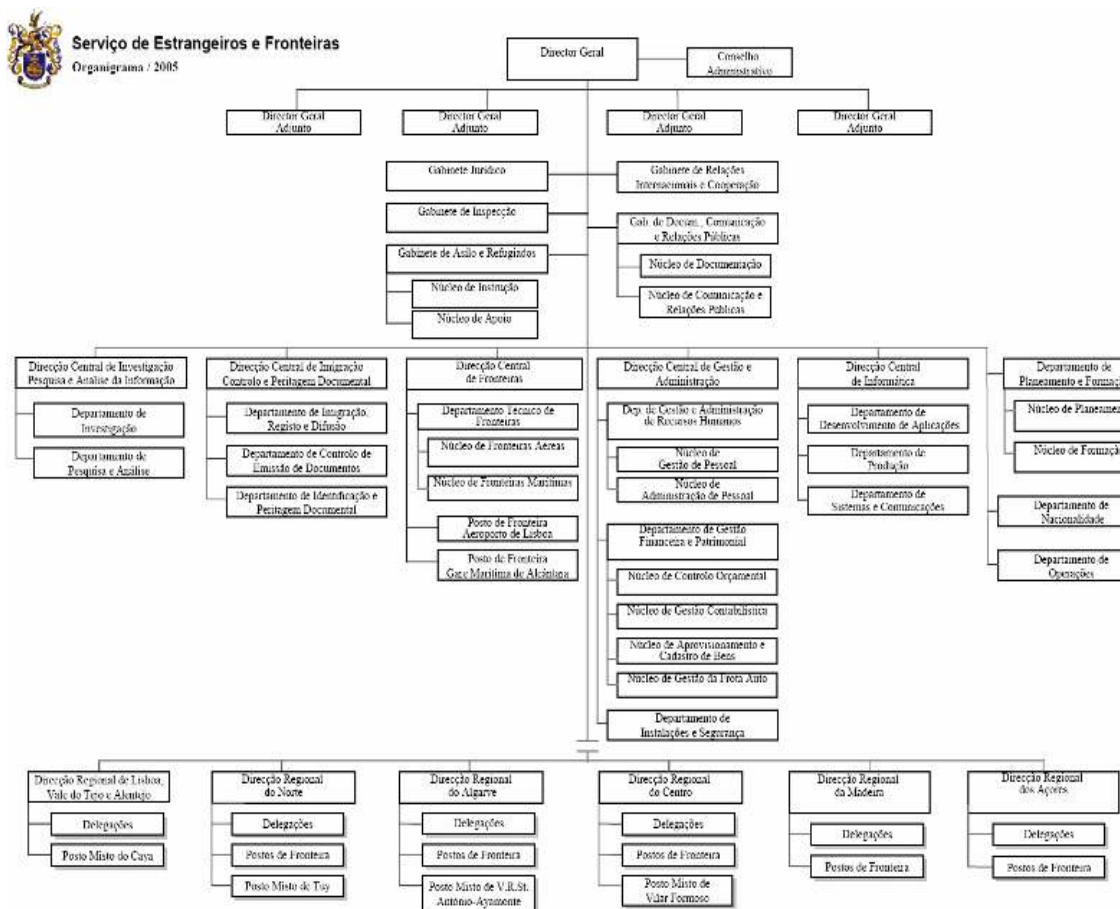 Serviço de Estrangeiros e Fronteiras
Organigrama / 2005
Director Geral
Conselho
Administrativo
Director Geral
Adjunto
Director Geral
Adjunto
Director Geral
Adjunto
Director Geral
Adjunto
Gabinete Jurídico
Gabinete de Relações
Internacionais e Cooperação
Gabinete de Inspecção
Gab. de Docum., Comunicação
e Relações Públicas
Gabinete de Asilo e Refugiados
Núcleo de Documentação
Núcleo de Instrução
Núcleo de Comunicação e
Relações Públicas
Núcleo de Apoio
Direcção Central de Investigação
Pesquisa e Análise da Informação
Departamento de
Investigação
Departamento de
Pesquisa e Análise
Direcção Central de Imigração
Controlo e Peritagem Documental
Departamento de Imigração,
Registo e Difusão
Departamento de Controlo de
Emissão de Documentos
Departamento de Identificação e
Peritagem Documental
Direcção Central
de Fronteiras
Departamento Técnico de
Fronteiras
Núcleo de Fronteiras Aéreas
Núcleo de Fronteiras Marítimas
Posto de Fronteira
Aeroporto de Lisboa
Posto de Fronteira
Gare Marítima de Alcântara
Direcção Central de Gestão e
Administração
Dep. de Gestão e Administração
de Recursos Humanos
Núcleo de
Gestão de Pessoal
Núcleo de
Administração de Pessoal
Departamento de Gestão
Financeira e Patrimonial
Núcleo de Controlo Orçamental
Núcleo de Gestão Contabilística
Núcleo de Aprovisionamento e
Cadastro de Bens
Núcleo de Gestão da Frota Auto
Departamento de
Instalações e Segurança
Direcção Central
de Informática
Departamento de
Desenvolvimento de Aplicações
Departamento de
Produção
Departamento de
Sistemas e Comunicações
Departamento de
Planeamento e Formaçã
Núcleo de Planeamen
Núcleo de Formaçã
Departamento de
Nacionalidade
Departamento de
Operações
Direcção Regional de Lisboa,
Vale do Tejo e Alentejo
Delegações
Posto Misto do Caya
Direcção Regional
do Norte
Delegações
Postos de Fronteira
Posto Misto de Tuy
Direcção Regional
do Algarve
Delegações
Postos de Fronteira
Posto Misto de V.R.St.
António-Ayamonte
Direcção Regional
do Centro
Delegações
Postos de Fronteira
Posto Misto de
Vilar Formoso
Direcção Regional
da Madeira
Delegações
Postos de Fronteira
Direcção Regional
dos Açores
Delegações
Postos de Fronteira